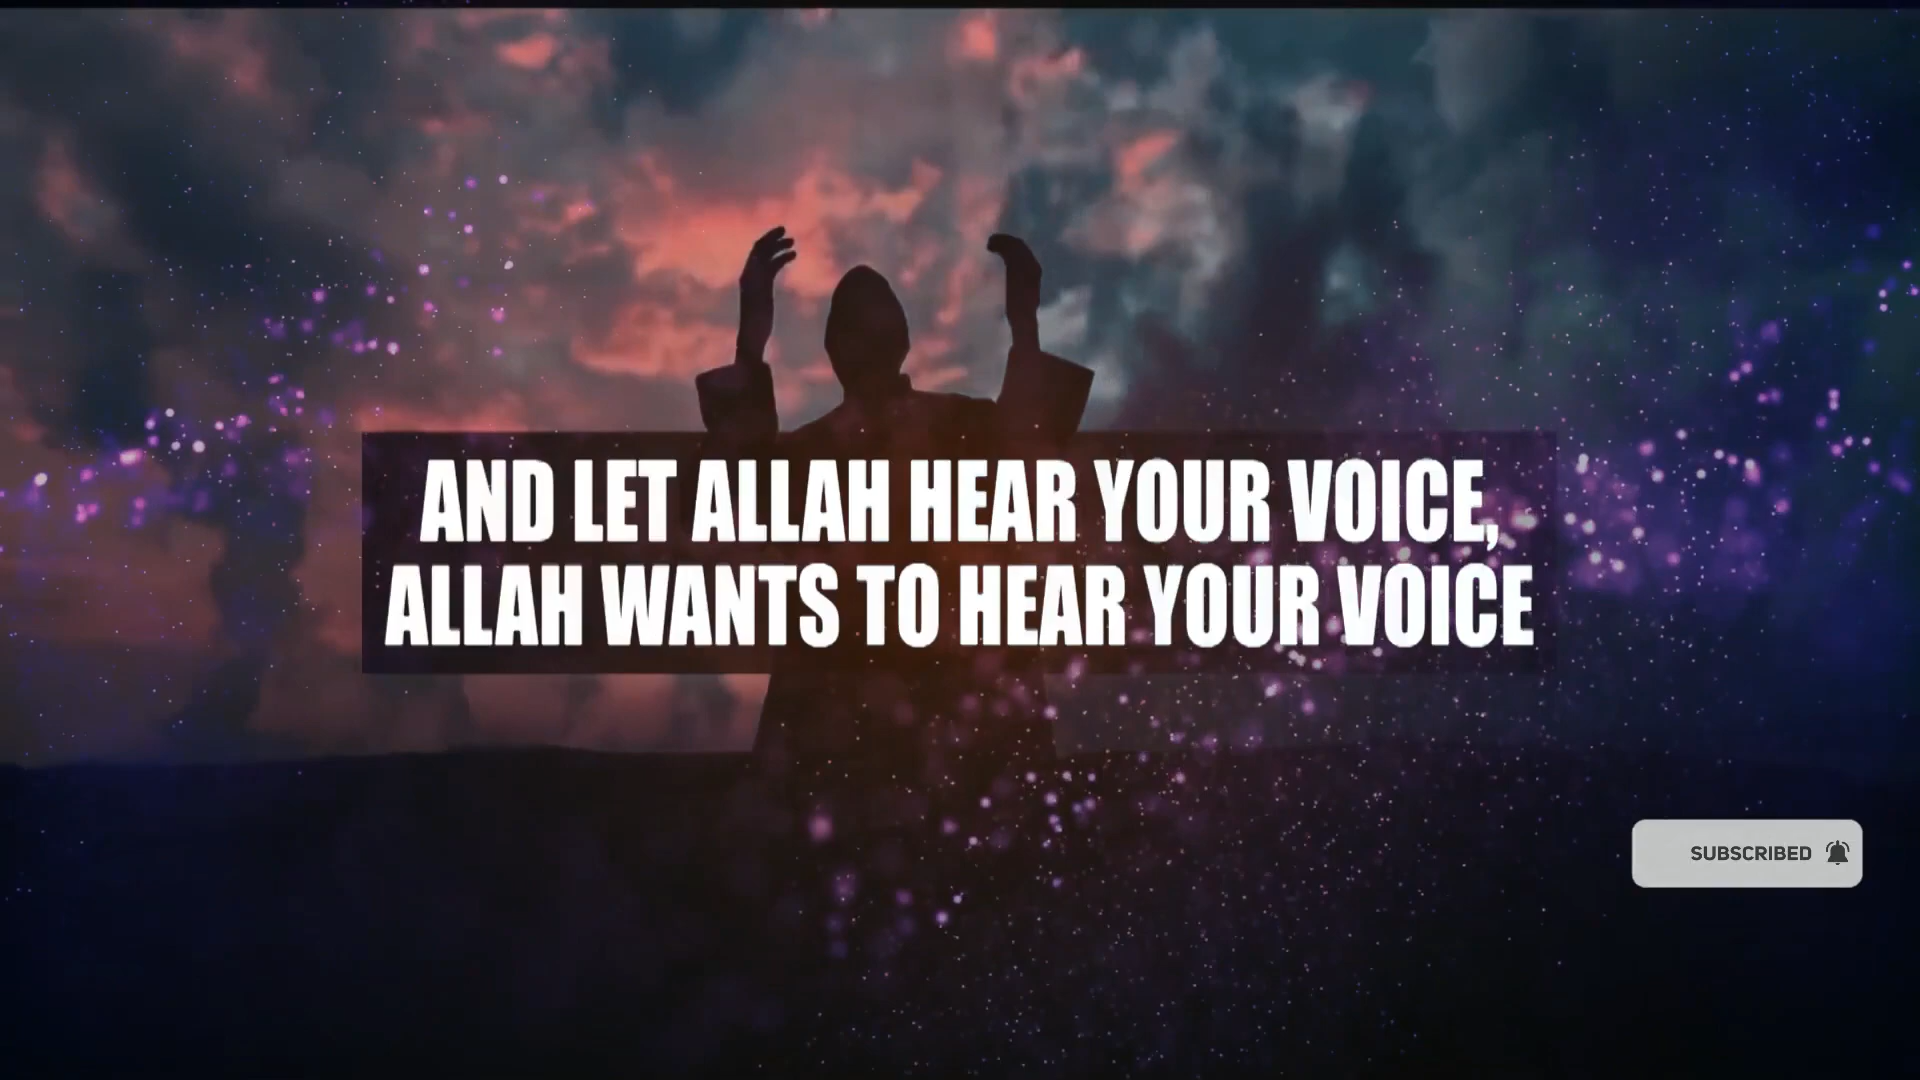 AND LET ALLAH HEAR YOUR VOICE,
ALLAH WANTS TO HEAR YOUR VOICE
SUBSCRIBED